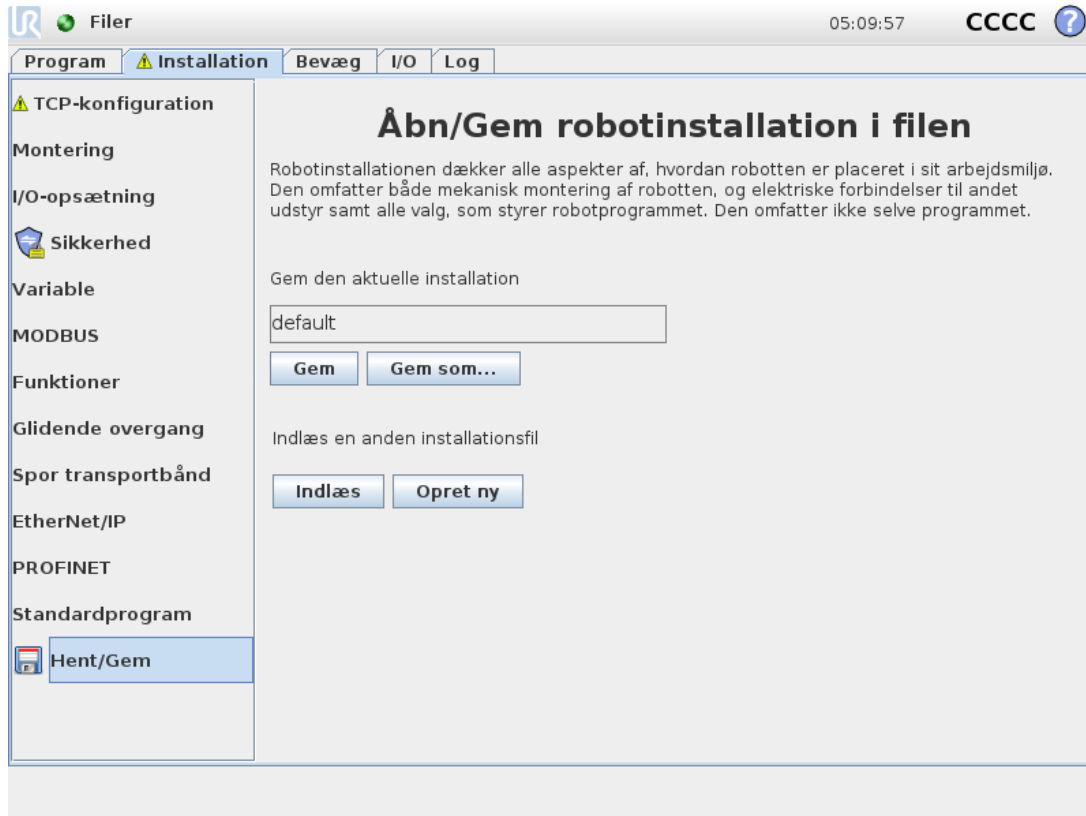 UR
Filer
05:09:57
CCCC
?
Program
Installation
Bevæg
I/O
Log
TCP-konfiguration
Montering
I/O-opsætning
Sikkerhed
Variable
MODBUS
Funktioner
Glidende overgang
Spor transportbånd
EtherNet/IP
PROFINET
Standardprogram
Hent/Gem
Åbn/Gem robotinstallation i filen
Robotinstallationen dækker alle aspekter af, hvordan robotten er placeret i sit arbejdsmiljø.
Den omfatter både mekanisk montering af robotten, og elektriske forbindelser til andet
udstyr samt alle valg, som styrer robotprogrammet. Den omfatter ikke selve programmet.
Gem den aktuelle installation
default
Gem
Gem som...
Indlæs en anden installationsfil
Indlæs
Opret ny